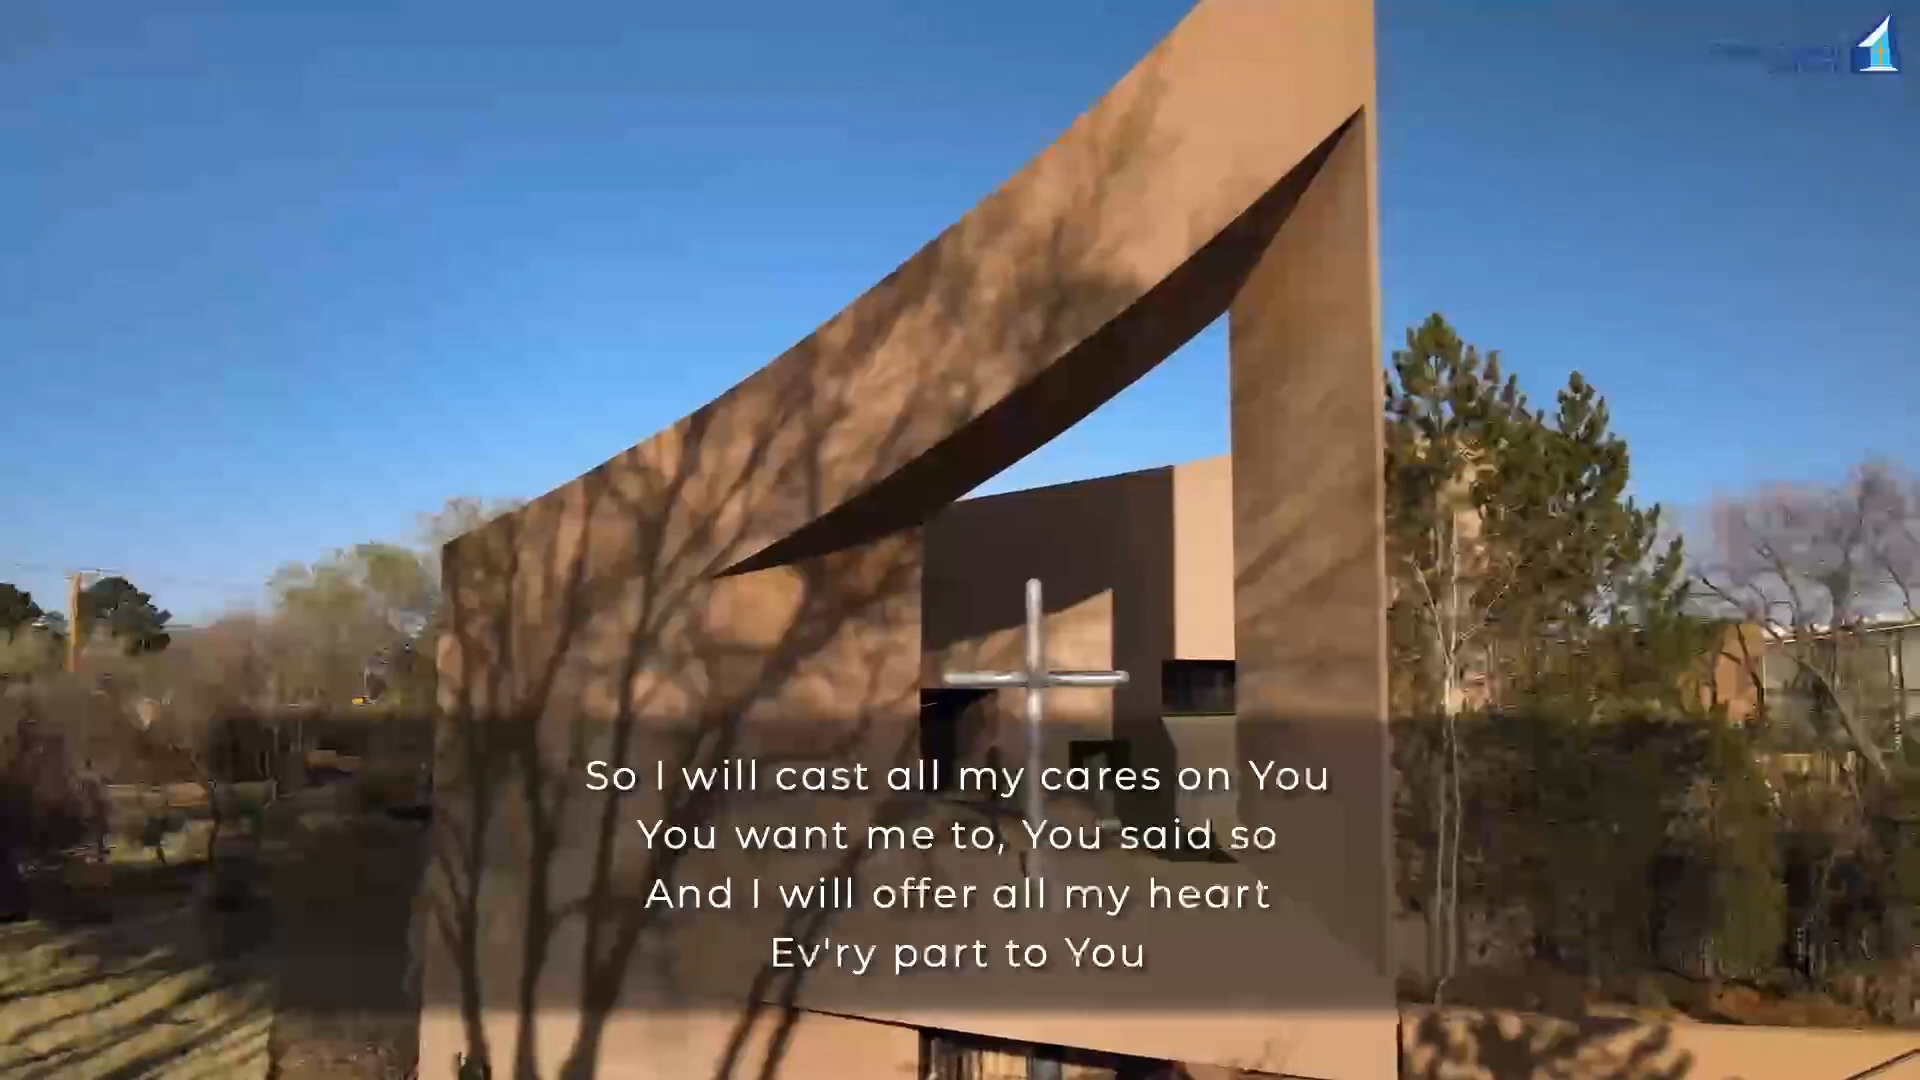 So I will cast all my cares on You
You want me to, You said so
And I will offer all my heart
Ev'ry part to You